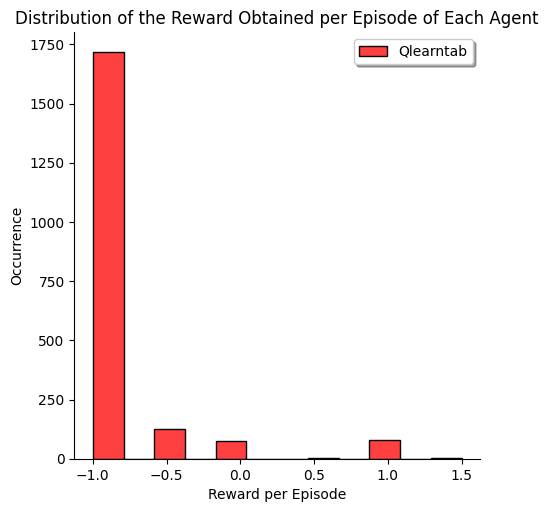 Distribution of the Reward Obtained per Episode of Each Agent
Qlearntab
1750
1500
1250
1000
750
500
250
0
Occurrence
−1.0 −0.5 0.0 0.5 1.0 1.5
Reward per Episode